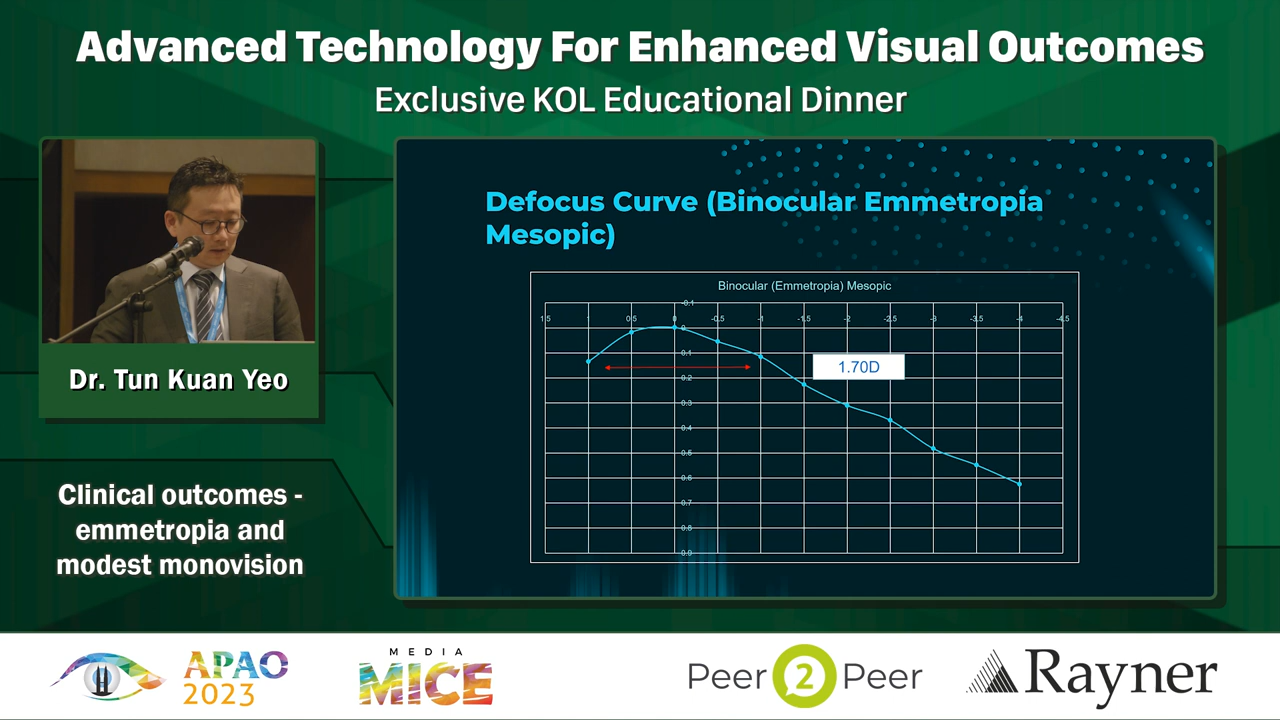 Advanced Technology For Enhanced Visual Outcomes
Exclusive KOL Educational Dinner
Dr. Tun Kuan Yeo
Clinical outcomes -
emmetropia and
modest monovision
Defocus Curve (Binocular Emmetropia
Mesopic)
Binocular (Emmetropia) Mesopic
-0.1
1.5 1 0.5 0 -0.5 -1 -1.5 -2 -2.5 -3 -3.5 -4 -4.5
0
0.1
1.70D
0.2
0.3
0.4
0.5
0.6
0.7
0.8
0.9
APAO
2023
MEDIA
MICE
Peer 2 Peer
Rayner